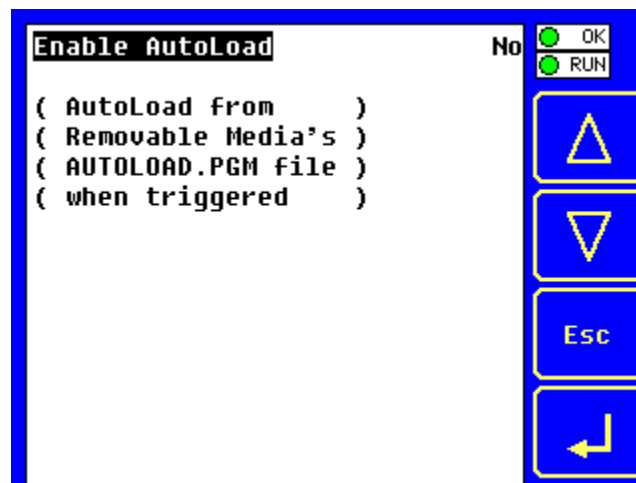 Enable AutoLoad No
( AutoLoad from )
( Removable Media's )
( AUTOLOAD.PGM file )
( when triggered )
OK
RUN
Esc